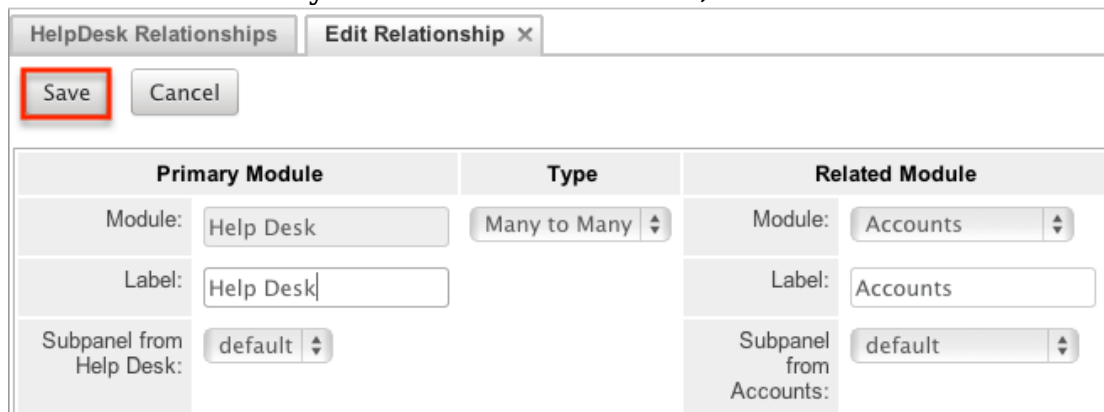 HelpDesk Relationships Edit Relationship ×
Save Cancel
Primary Module Type Related Module
Module: Help Desk Many to Many Module: Accounts
Label: Help Desk Label: Accounts
Subpanel from default Subpanel default
Help Desk: from
Accounts: